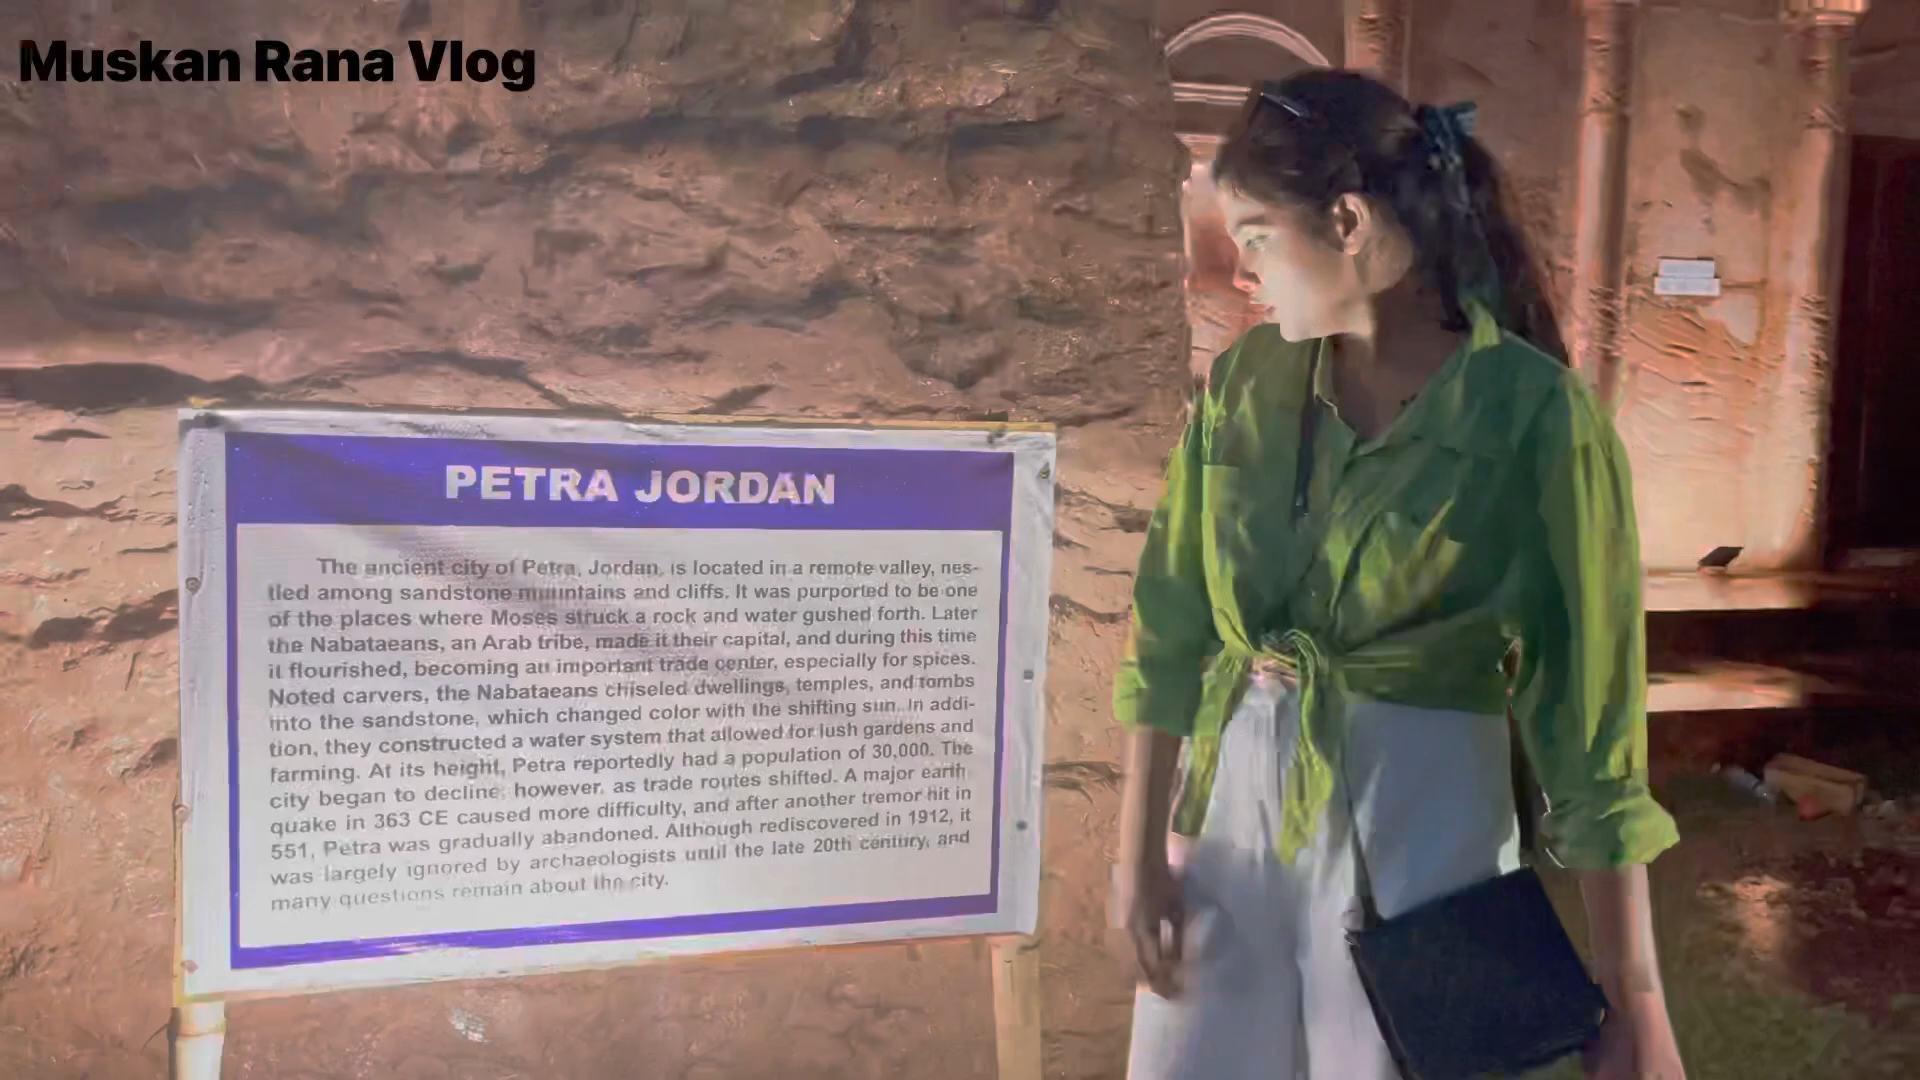 Muskan Rana Vlog
PETRA JORDAN
The ancient city of Petra, Jordan, is located in a remote valley, nes-
tled among sandstone mountains and cliffs. It was purported to be one
of the places where Moses struck a rock and water gushed forth. Later
the Nabataeans, an Arab tribe, made it their capital, and during this time
it flourished, becoming an important trade center, especially for spices.
Noted carvers, the Nabataeans chiseled dwellings, temples, and tombs
into the sandstone, which changed color with the shifting sun. In addi-
tion, they constructed a water system that allowed for lush gardens and
farming. At its height, Petra reportedly had a population of 30,000. The
city began to decline, however, as trade routes shifted. A major earth
quake in 363 CE caused more difficulty, and after another tremor hit in
551, Petra was gradually abandoned. Although rediscovered in 1912, it
was largely ignored by archaeologists until the late 20th century, and
many questions remain about the city.